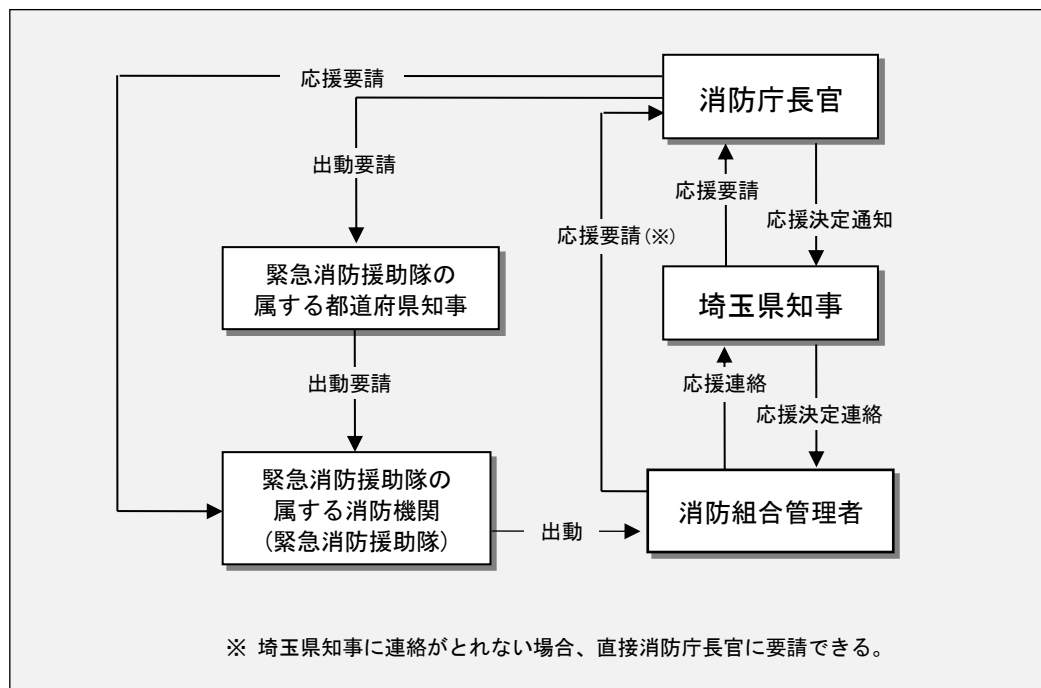 応援要請
消防庁長官
出動要請
応援要請
応援要請(※)
応援決定通知
緊急消防援助隊の
属する都道府県知事
埼玉県知事
出動要請
応援連絡
応援決定連絡
緊急消防援助隊の
属する消防機関
(緊急消防援助隊)
出動
消防組合管理者
※ 埼玉県知事に連絡がとれない場合、直接消防庁長官に要請できる。